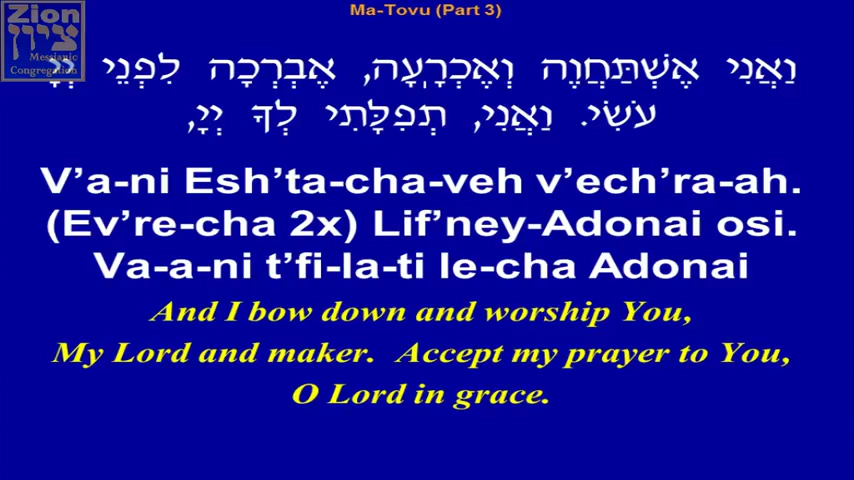 Ma-Tovu (Part 3)
Zion
ציון
Messianic
Congregation
וַאֲנִי אֶשְׁתַּחֲוֶה וְאֶכְרָֽעָה, אֶבְרְכָה לִפְנֵי יְיָ
עֹשִׂי. וַאֲנִי, תְפִלָּתִי לְךָ יְיָ,
V'a-ni Esh'ta-cha-veh v'ech'ra-ah.
(Ev're-cha 2x) Lif'ney-Adonai osi.
Va-a-ni t'fi-la-ti le-cha Adonai
And I bow down and worship You,
My Lord and maker. Accept my prayer to You,
O Lord in grace.